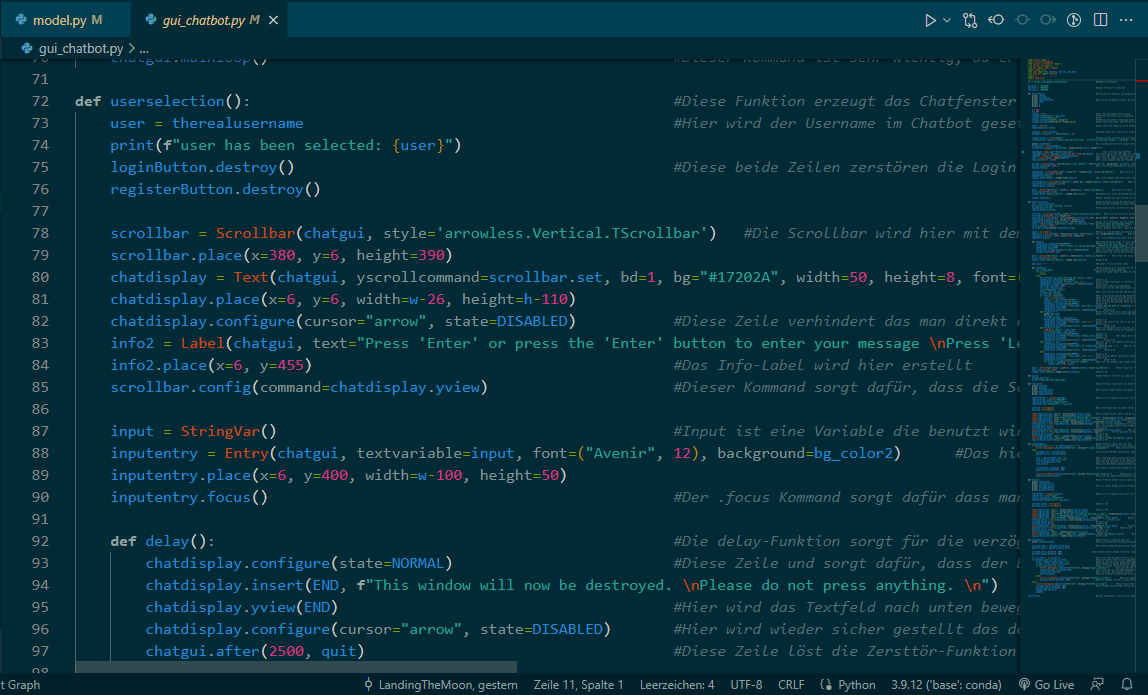 model.py M
gui_chatbot.py M
gui_chatbot.py > ...
70 chatgui.mainloop() #Dieser Kommand ist sehr wichtig, da er
71
72 def userselection(): #Diese Funktion erzeugt das Chatfenster
73 user = therealusername #Hier wird der Username im Chatbot geset
74 print(f"user has been selected: {user}")
75 loginButton.destroy() #Diese beide Zeilen zerstören die Login
76 registerButton.destroy()
77
78 scrollbar = Scrollbar(chatgui, style='arrowless.Vertical.TScrollbar') #Die Scrollbar wird hier mit der
79 scrollbar.place(x=380, y=6, height=390)
80 chatdisplay = Text(chatgui, yscrollcommand=scrollbar.set, bd=1, bg="#17202A", width=50, height=8, font=(
81 chatdisplay.place(x=6, y=6, width=w-26, height=h-110)
82 chatdisplay.configure(cursor="arrow", state=DISABLED) #Diese Zeile verhindert das man direkt e
83 info2 = Label(chatgui, text="Press 'Enter' or press the 'Enter' button to enter your message \nPress 'Le
84 info2.place(x=6, y=455) #Das Info-Label wird hier erstellt
85 scrollbar.config(command=chatdisplay.yview) #Dieser Kommand sorgt dafür, dass die Sc
86
87 input = StringVar() #Input ist eine Variable die benutzt wir
88 inputentry = Entry(chatgui, textvariable=input, font=("Avenir", 12), background=bg_color2) #Das hie
89 inputentry.place(x=6, y=400, width=w-100, height=50)
90 inputentry.focus() #Der .focus Kommand sorgt dafür dass man
91
92 def delay(): #Die delay-Funktion sorgt für die verzög
93 chatdisplay.configure(state=NORMAL) #Diese Zeile und sorgt dafür, dass der
94 chatdisplay.insert(END, f"This window will now be destroyed. \nPlease do not press anything. \n")
95 chatdisplay.yview(END) #Hier wird das Textfeld nach unten beweg
96 chatdisplay.configure(cursor="arrow", state=DISABLED) #Hier wird wieder sicher gestellt das de
97 chatgui.after(2500, quit) #Diese Zeile löst die Zersttör-Funktion
98
t Graph LandingTheMoon, gestern Zeile 11, Spalte 1 Leerzeichen: 4 UTF-8 CRLF Python 3.9.12 ('base': conda) Go Live